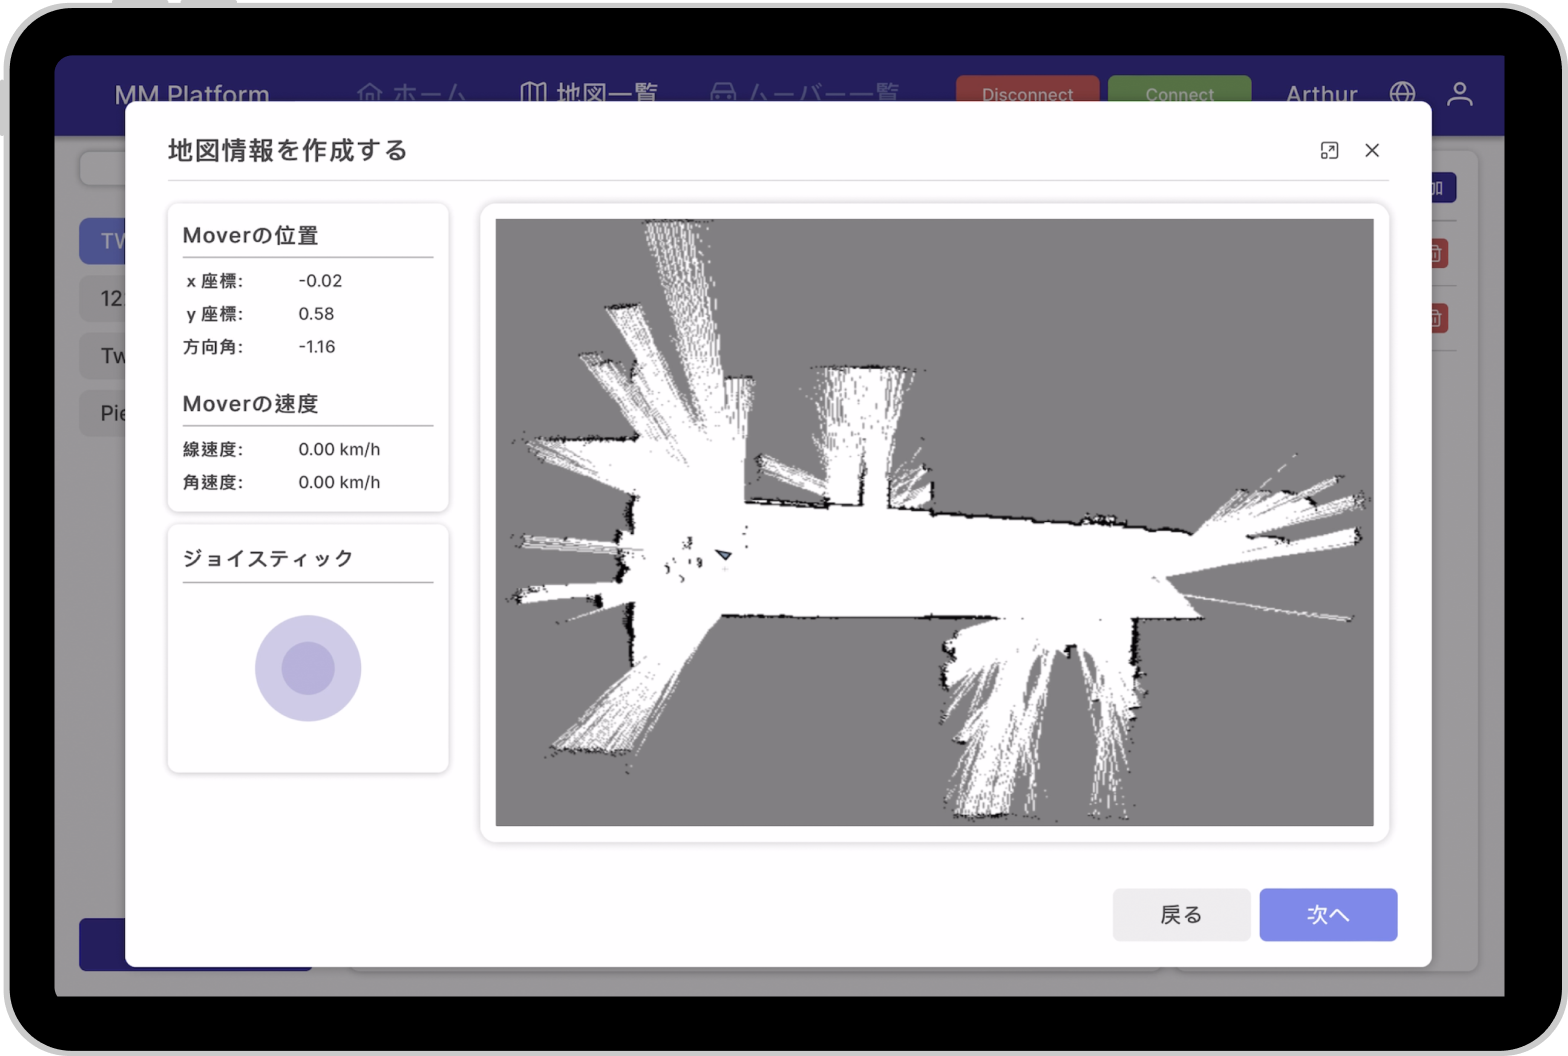 MM Platform
ホーム
地図一覧
ムーバー一覧
Disconnect
Connect
Arthur
地図情報を作成する
加
TW
12
Tw
Pie
Moverの位置
x 座標: -0.02
y 座標: 0.58
方向角: -1.16
Moverの速度
線速度: 0.00 km/h
角速度: 0.00 km/h
ジョイスティック
戻る
次へ